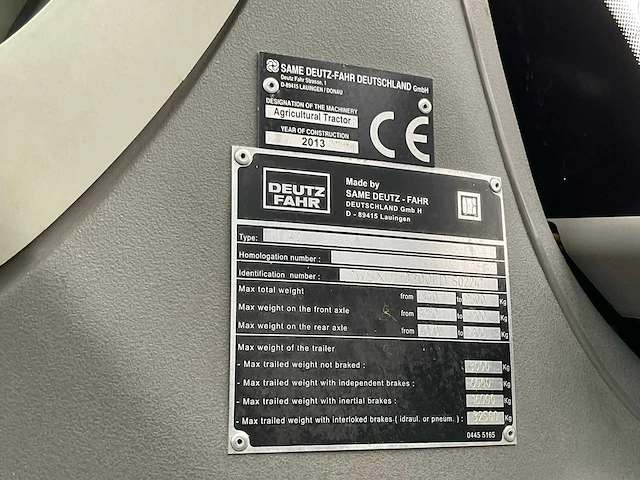 SAME DEUTZ-FAHR DEUTSCHLAND GmbH
Deutz Fahr Strasse. 1
D-89415 LAUINGEN / DONAU
DESIGNATION OF THE MACHINERY
Agricultural Tractor
YEAR OF CONSTRUCTION
2013
CE
DEUTZ
FAHR
Made by
SAME DEUTZ - FAHR
DEUTSCHLAND Gmb H
D - 89415 Lauingen
Type:
Homologation number :
Identification number :
Max total weight from to Kg
Max weight on the front axle from to Kg
Max weight on the rear axle from to Kg
Max weight of the trailer
- Max trailed weight not braked : Kg
- Max trailed weight with independent brakes : 6000 Kg
- Max trailed weight with inertial brakes : Kg
- Max trailed weight with interloked brakes ( idraul. or pneum. ) : 32500 Kg
0445 5165